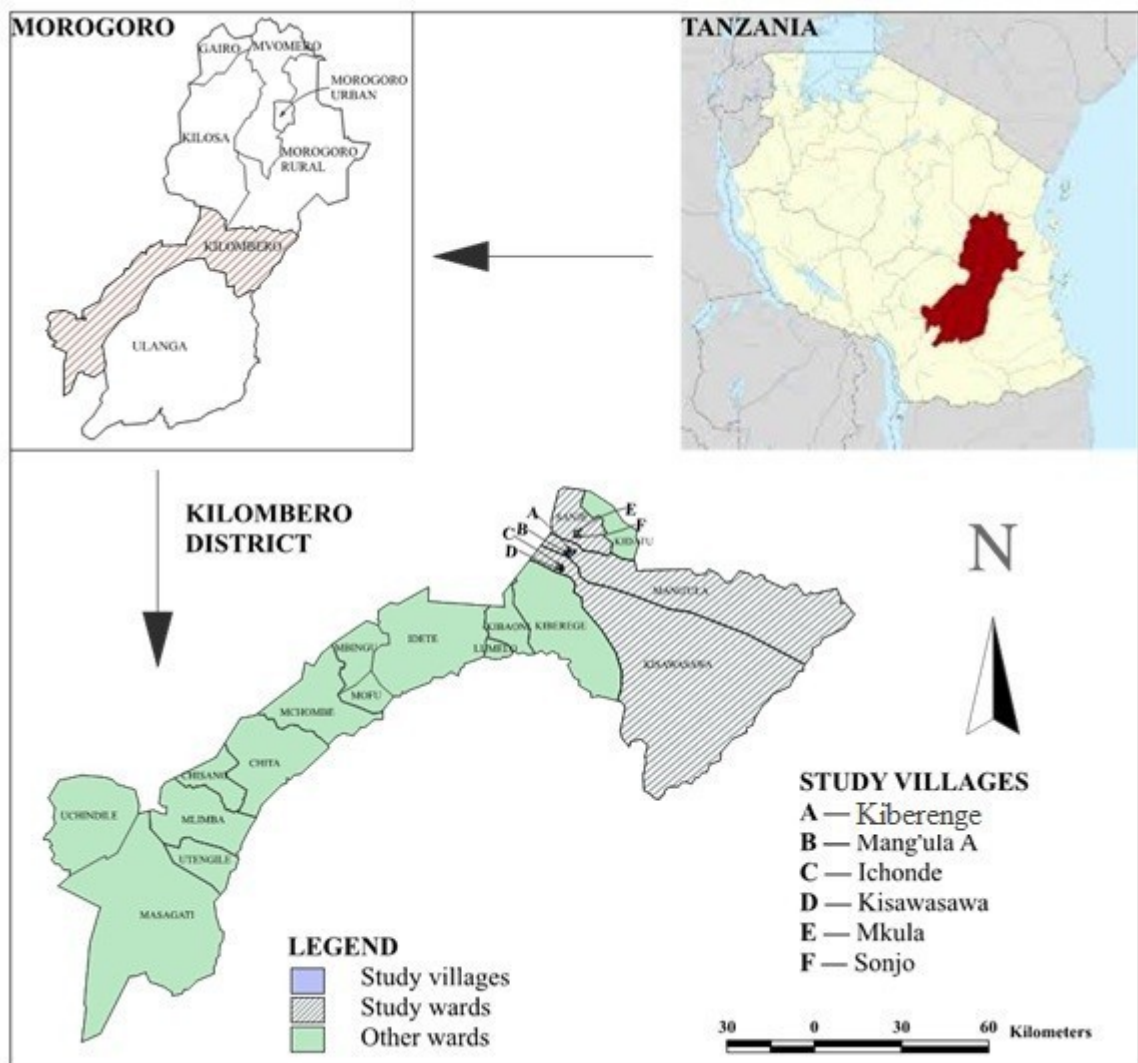 MOROGORO
GAIRO
MVOMERO
MOROGORO
URBAN
KILOSA
MOROGORO
RURAL
KILOMBERO
ULANGA
TANZANIA
KILOMBERO
DISTRICT
A
B
C
D
E
F
SANJE
KIDATU
MANG'ULA
KISAWASAWA
KIBEREGE
KIBAONI
LUMEMO
IDETE
MBINGU
MOFU
MCHOMBE
CHITA
CHISANO
MLIMBA
UTENGILE
UCHINDILE
MASAGATI
N
STUDY VILLAGES
A — Kiberenge
B — Mang'ula A
C — Ichonde
D — Kisawasawa
E — Mkula
F — Sonjo
LEGEND
Study villages
Study wards
Other wards
30 0 30 60 Kilometers